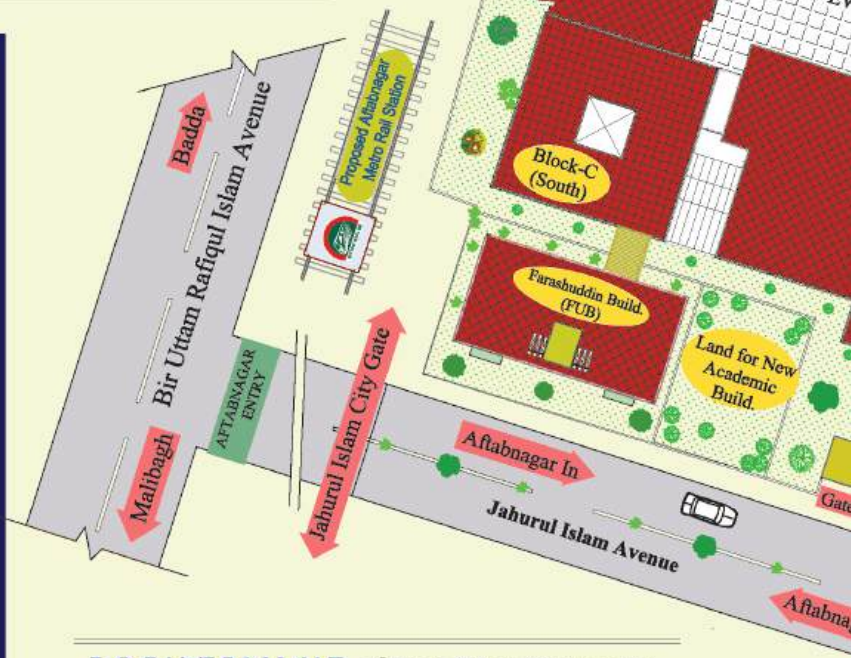 Badda
Bir Uttam Rafiqul Islam Avenue
Malibagh
AFTABNAGAR
ENTRY
Proposed Aftabnagar
Metro Rail Station
Jahurul Islam City Gate
Block-C
(South)
Farashuddin Build.
(FUB)
Land for New
Academic
Build.
Aftabnagar In
Jahurul Islam Avenue
Gate